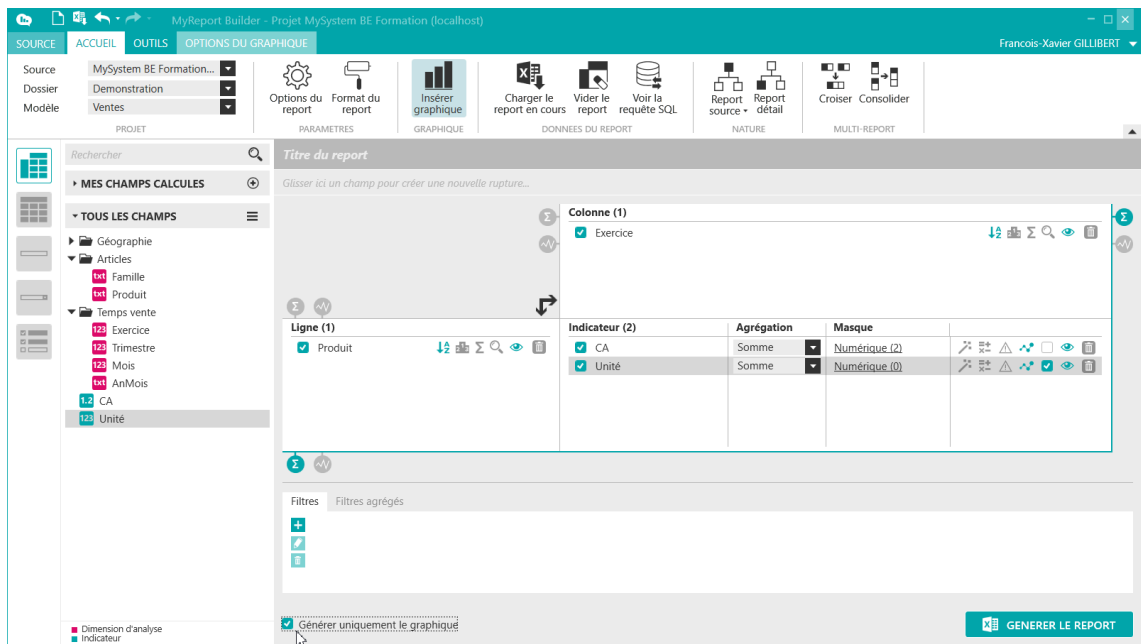 MyReport Builder - Projet MySystem BE Formation (localhost)
SOURCE ACCUEIL OUTILS OPTIONS DU GRAPHIQUE Francois-Xavier GILLIBERT
Source MySystem BE Formation...
Dossier Demonstration
Modèle Ventes
PROJET
Options du report
Format du report
PARAMETRES
Insérer graphique
GRAPHIQUE
Charger le report en cours
Vider le report
Voir la requête SQL
DONNEES DU REPORT
Report source
Report détail
NATURE
Croiser Consolider
MULTI-REPORT
Rechercher
MES CHAMPS CALCULES
TOUS LES CHAMPS
Géographie
Articles
txt Famille
txt Produit
Temps vente
123 Exercice
123 Trimestre
123 Mois
txt AnMois
1.2 CA
123 Unité
Dimension d'analyse
Indicateur
Titre du report
Glisser ici un champ pour créer une nouvelle rupture...
Colonne (1)
Exercice
Ligne (1)
Produit
Indicateur (2) Agrégation Masque
CA Somme Numérique (2)
Unité Somme Numérique (0)
Filtres Filtres agrégés
Générer uniquement le graphique
GENERER LE REPORT